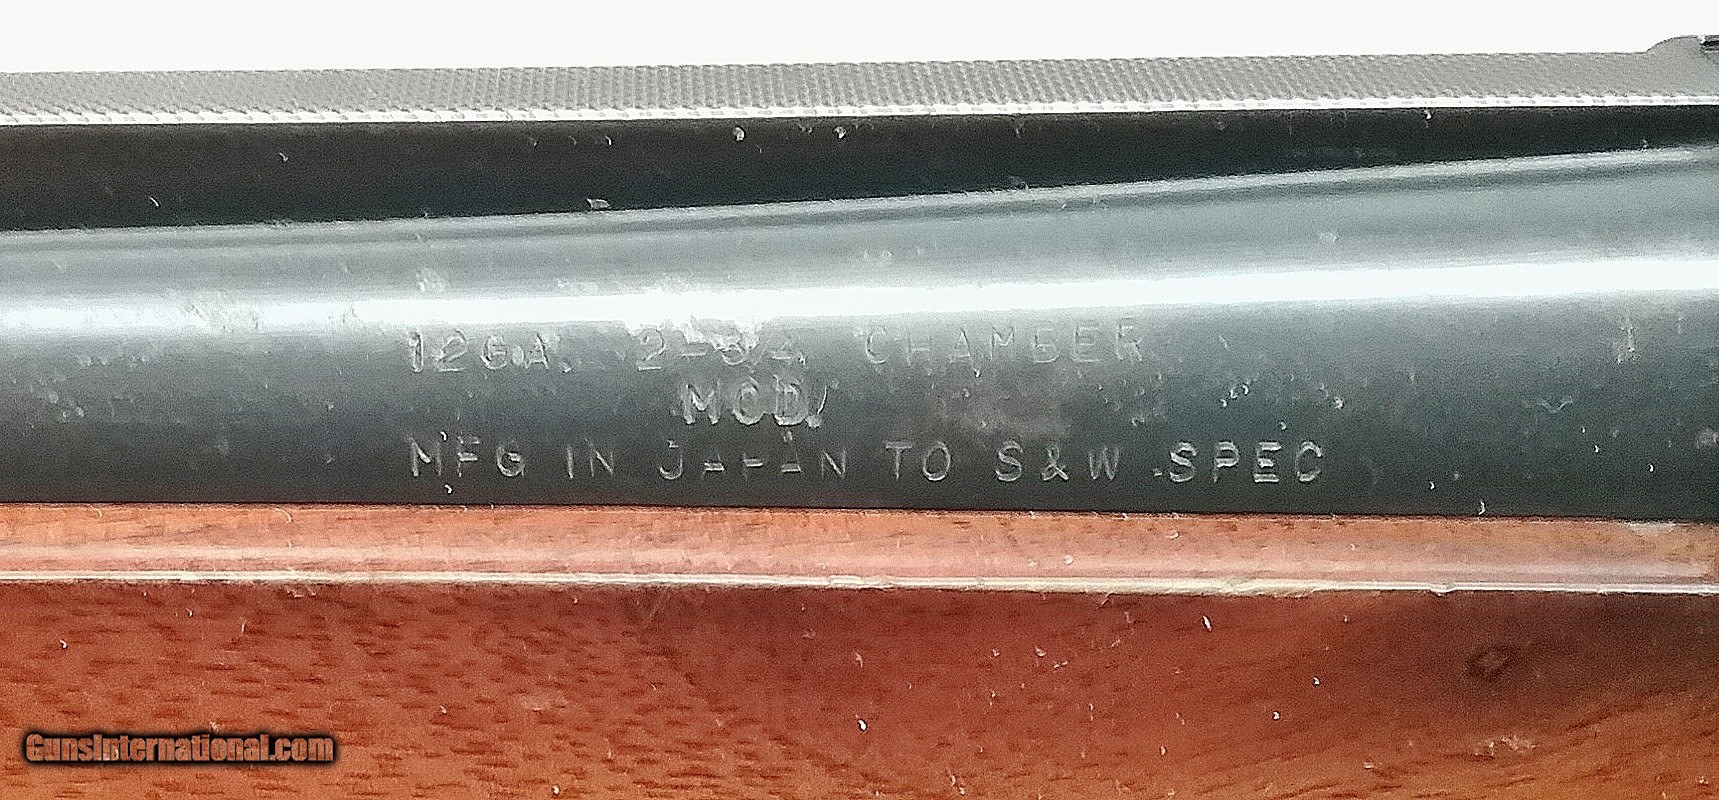 12GA. 2-3/4 CHAMBER
MOD.
MFG IN JAPAN TO S&W SPEC
GunsInternational.com